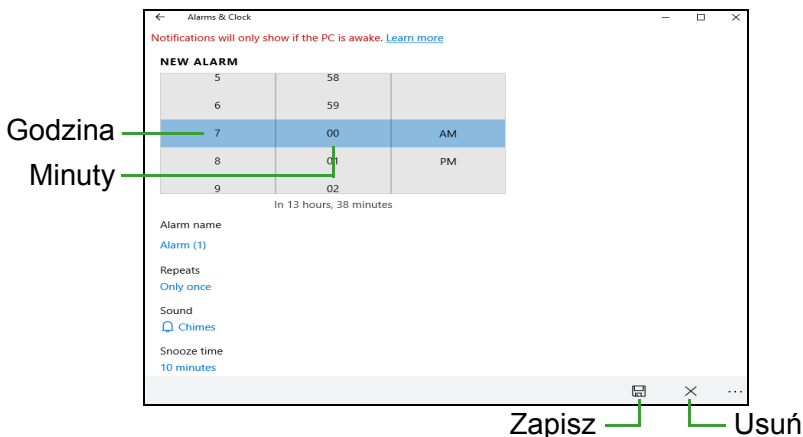 Alarms & Clock
Notifications will only show if the PC is awake. Learn more
NEW ALARM
5 58
6 59
Godzina 7 00 AM
8 01 PM
Minuty
9 02
In 13 hours, 38 minutes
Alarm name
Alarm (1)
Repeats
Only once
Sound
Chimes
Snooze time
10 minutes
Zapisz Usuń